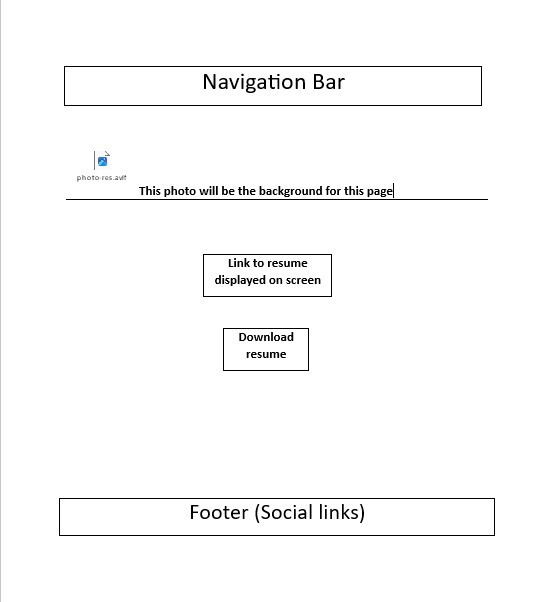 Navigation Bar
photo-res.avif
This photo will be the background for this page
Link to resume
displayed on screen
Download
resume
Footer (Social links)